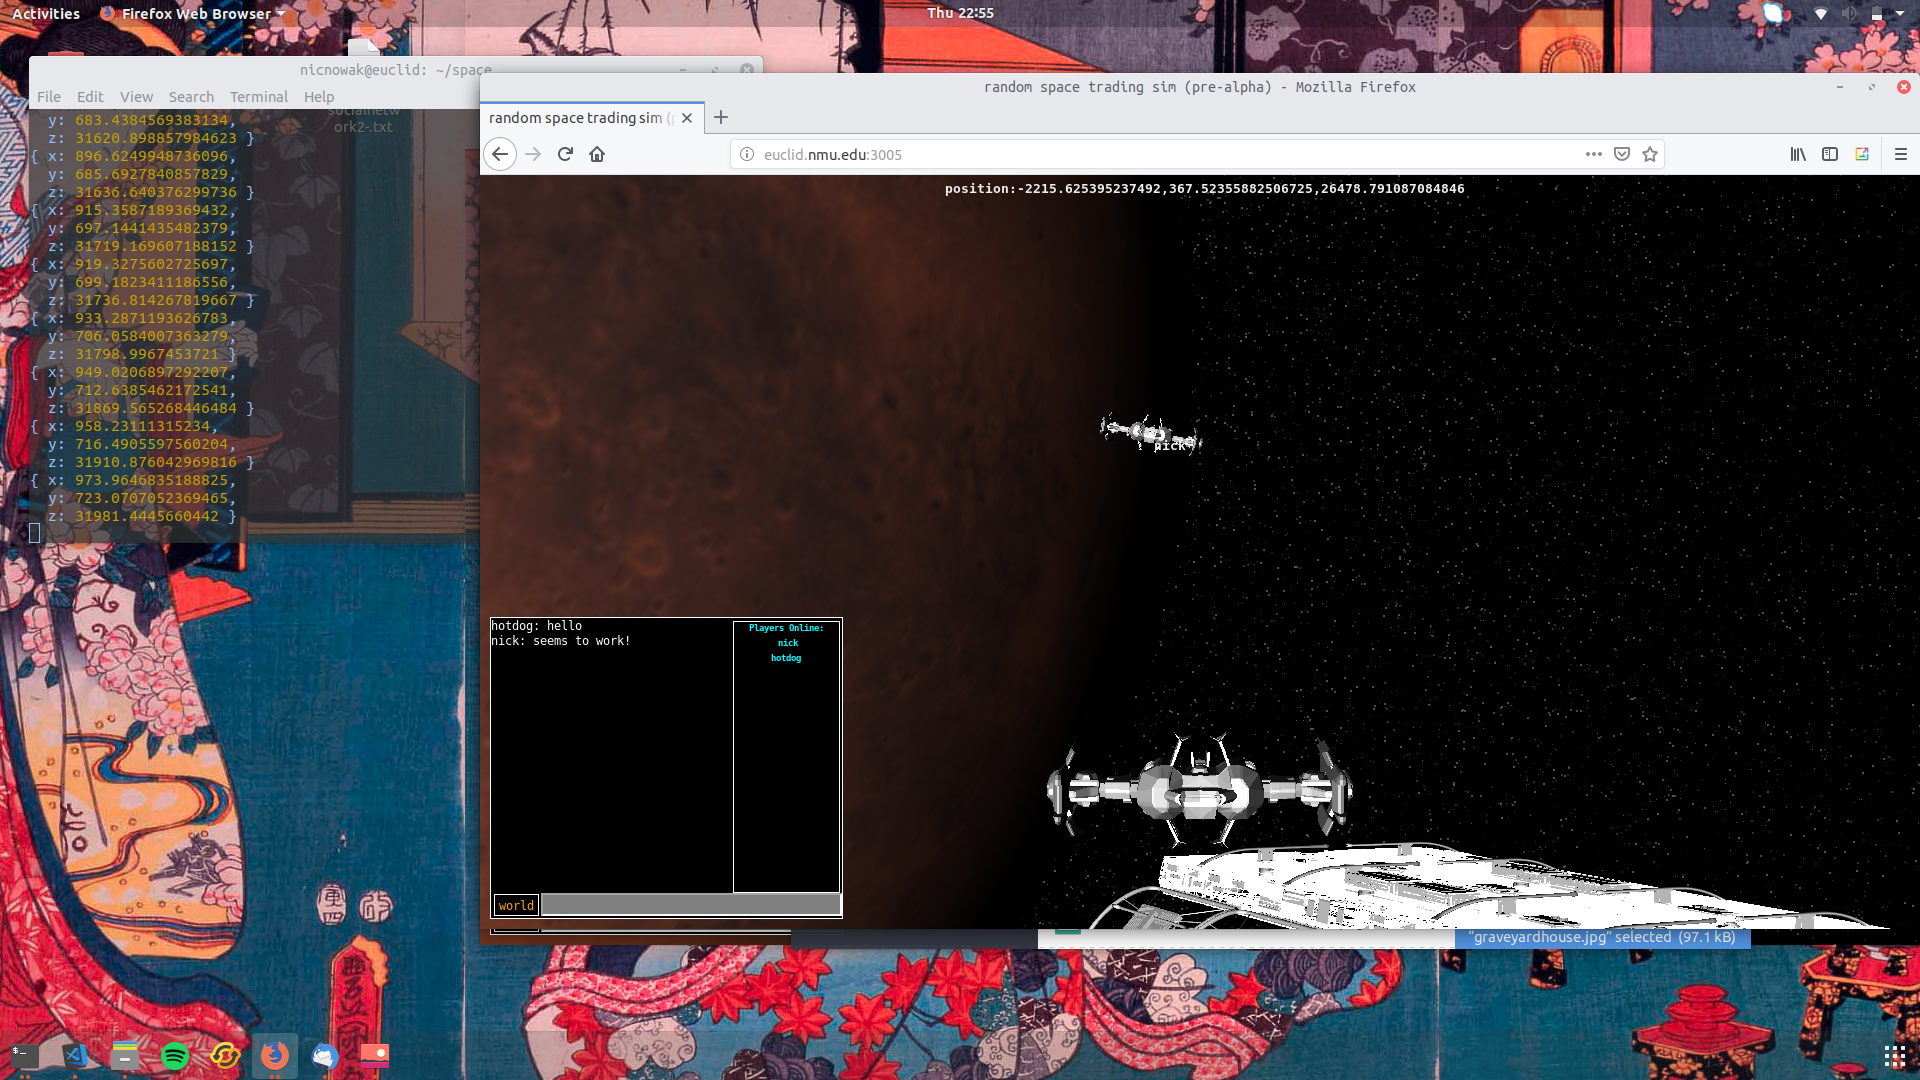 Activities
Firefox Web Browser
Thu 22:55
nicnowak@euclid: ~/space
File Edit View Search Terminal Help
socialnetw
ork2-.txt
y: 683.4384569383134,
z: 31620.898857984623 }
{ x: 896.6249948736096,
y: 685.6927840857829,
z: 31636.640376299736 }
{ x: 915.3587189369432,
y: 697.1441435482379,
z: 31719.169607188152 }
{ x: 919.3275602725697,
y: 699.1823411186556,
z: 31736.814267819667 }
{ x: 933.2871193626783,
y: 706.0584007363279,
z: 31798.9967453721 }
{ x: 949.0206897292207,
y: 712.6385462172541,
z: 31869.565268446484 }
{ x: 958.23111315234,
y: 716.4905597560204,
z: 31910.876042969816 }
{ x: 973.9646835188825,
y: 723.0707052369465,
z: 31981.4445660442 }
random space trading sim (pre-alpha) - Mozilla Firefox
random space trading sim (
euclid.nmu.edu:3005
position:-2215.625395237492,367.52355882506725,26478.791087084846
nick
hotdog: hello
nick: seems to work!
Players Online:
nick
hotdog
world
"graveyardhouse.jpg" selected (97.1 kB)